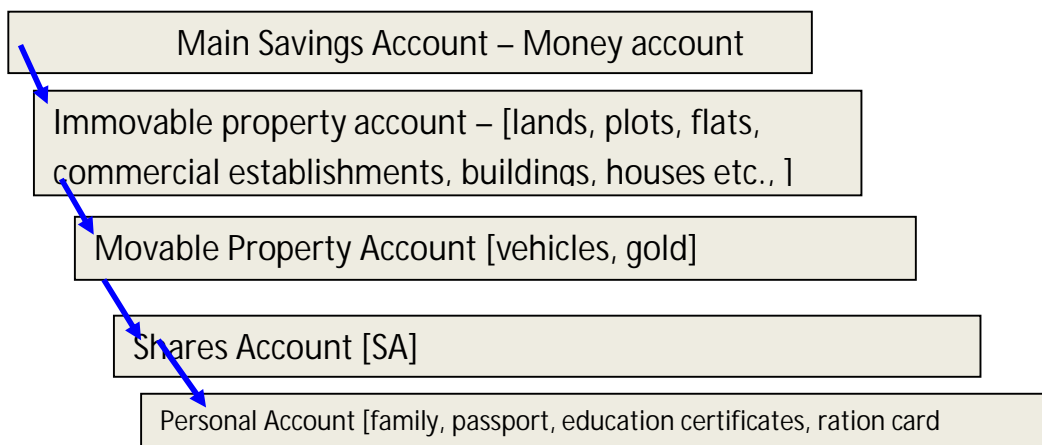 Main Savings Account – Money account
Immovable property account – [lands, plots, flats,
commercial establishments, buildings, houses etc., ]
Movable Property Account [vehicles, gold]
Shares Account [SA]
Personal Account [family, passport, education certificates, ration card